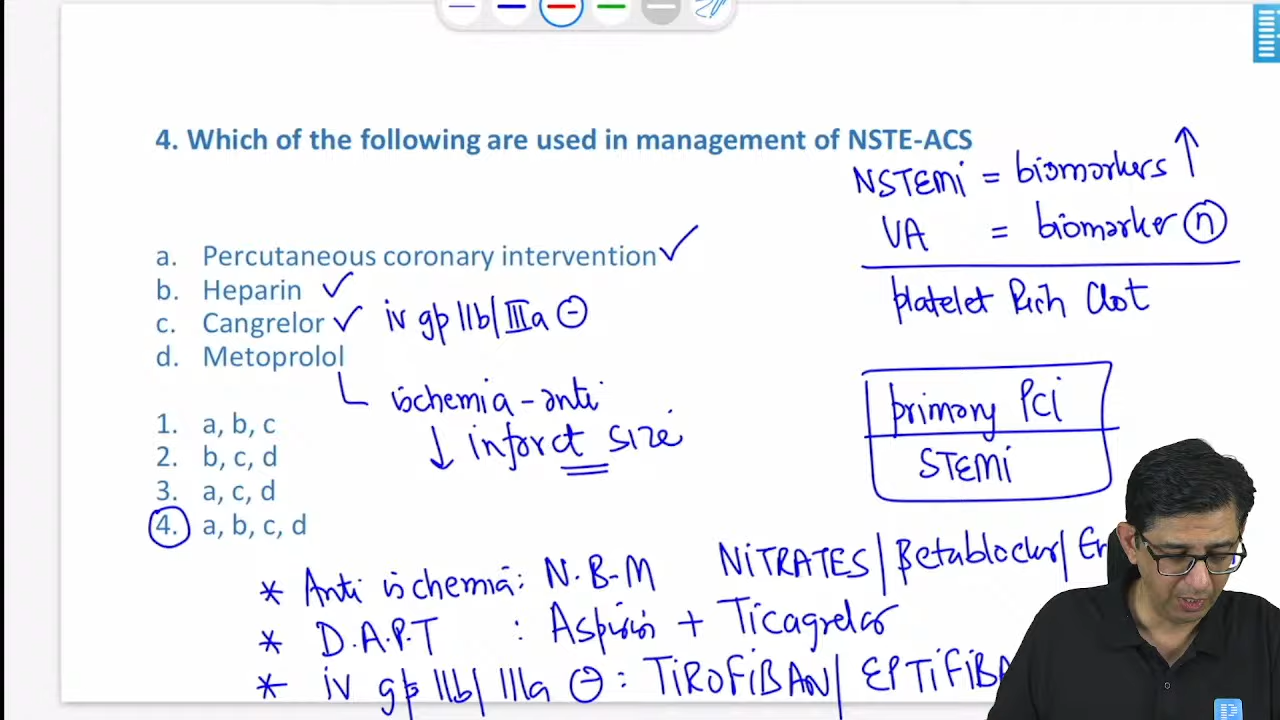 4. Which of the following are used in management of NSTE-ACS
NSTEMi = biomarkers ↑
UA = biomarker n
platelet Rich Clot
a. Percutaneous coronary intervention ✓
b. Heparin ✓
c. Cangrelor ✓ iv gp IIb/IIIa ⊖
d. Metoprolol
ischemia - anti
↓ infarct size
primary PCi
STEMi
1. a, b, c
2. b, c, d
3. a, c, d
4. a, b, c, d
* Anti ischemia: N.B-M NiTRATES/Betablocker/
* D.A.P.T : Aspirin + Ticagrelor
* iv gp IIb/IIIa ⊖ : TiROFiBAN/